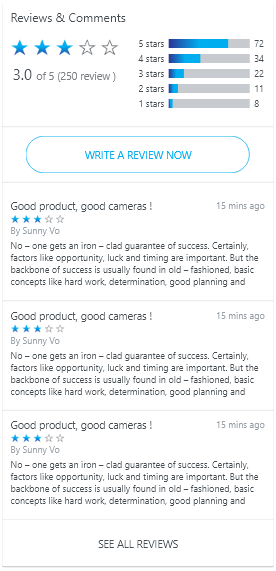 Reviews & Comments
3.0 of 5 (250 review )
5 stars 72
4 stars 34
3 stars 22
2 stars 11
1 stars 8
WRITE A REVIEW NOW
Good product, good cameras ! 15 mins ago
By Sunny Vo
No – one gets an iron – clad guarantee of success. Certainly,
factors like opportunity, luck and timing are important. But the
backbone of success is usually found in old – fashioned, basic
concepts like hard work, determination, good planning and
Good product, good cameras ! 15 mins ago
By Sunny Vo
No – one gets an iron – clad guarantee of success. Certainly,
factors like opportunity, luck and timing are important. But the
backbone of success is usually found in old – fashioned, basic
concepts like hard work, determination, good planning and
Good product, good cameras ! 15 mins ago
By Sunny Vo
No – one gets an iron – clad guarantee of success. Certainly,
factors like opportunity, luck and timing are important. But the
backbone of success is usually found in old – fashioned, basic
concepts like hard work, determination, good planning and
SEE ALL REVIEWS